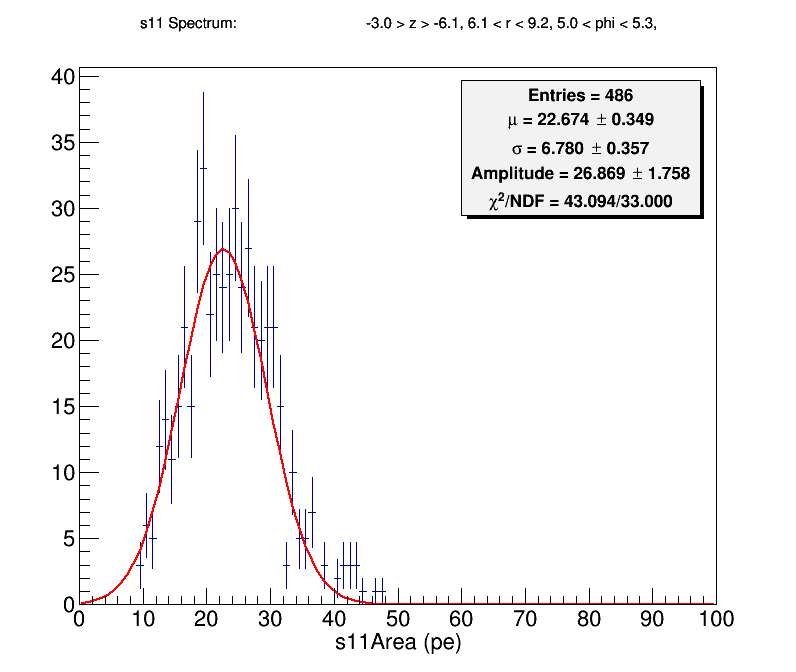 s11 Spectrum: -3.0 > z > -6.1, 6.1 < r < 9.2, 5.0 < phi < 5.3,
Entries = 486
μ = 22.674 ± 0.349
σ = 6.780 ± 0.357
Amplitude = 26.869 ± 1.758
χ²/NDF = 43.094/33.000
40
35
30
25
20
15
10
5
0
0 10 20 30 40 50 60 70 80 90 100
s11Area (pe)